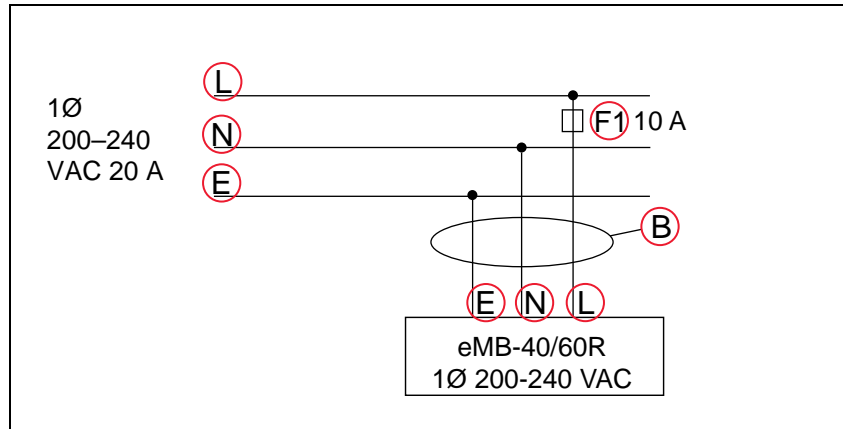 L
1Ø
200–240
VAC 20 A
F1 10 A
N
E
B
E N L
eMB-40/60R
1Ø 200-240 VAC